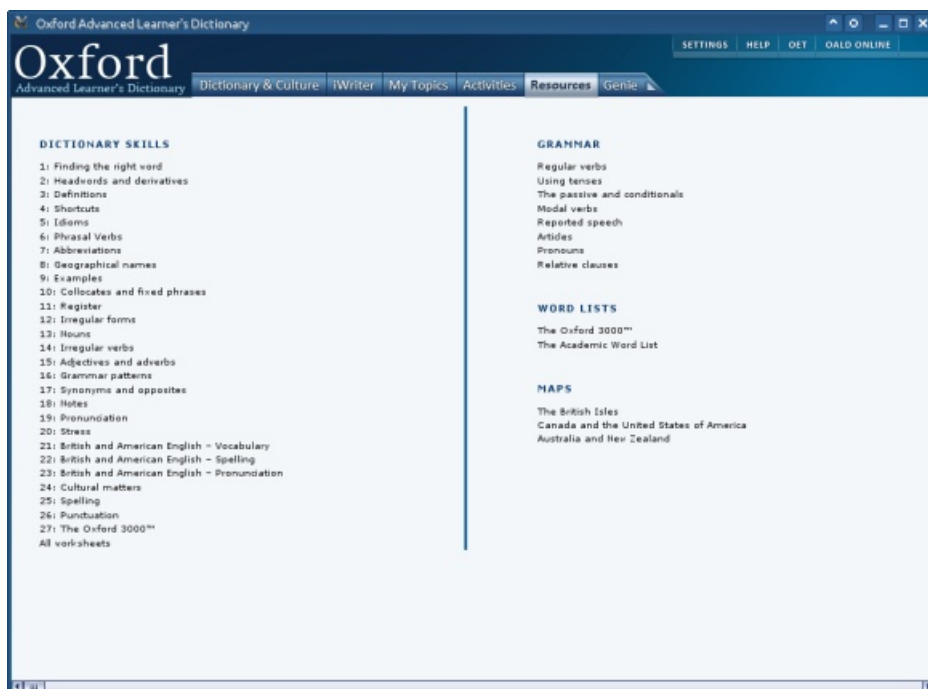 Oxford Advanced Learner's Dictionary
SETTINGS HELP OET OALD ONLINE
Oxford
Advanced Learner's Dictionary
Dictionary & Culture iWriter My Topics Activities Resources Genie
DICTIONARY SKILLS
1: Finding the right word
2: Headwords and derivatives
3: Definitions
4: Shortcuts
5: Idioms
6: Phrasal Verbs
7: Abbreviations
8: Geographical names
9: Examples
10: Collocates and fixed phrases
11: Register
12: Irregular forms
13: Nouns
14: Irregular verbs
15: Adjectives and adverbs
16: Grammar patterns
17: Synonyms and opposites
18: Notes
19: Pronunciation
20: Stress
21: British and American English – Vocabulary
22: British and American English – Spelling
23: British and American English – Pronunciation
24: Cultural matters
25: Spelling
26: Punctuation
27: The Oxford 3000™
All worksheets
GRAMMAR
Regular verbs
Using tenses
The passive and conditionals
Modal verbs
Reported speech
Articles
Pronouns
Relative clauses
WORD LISTS
The Oxford 3000™
The Academic Word List
MAPS
The British Isles
Canada and the United States of America
Australia and New Zealand